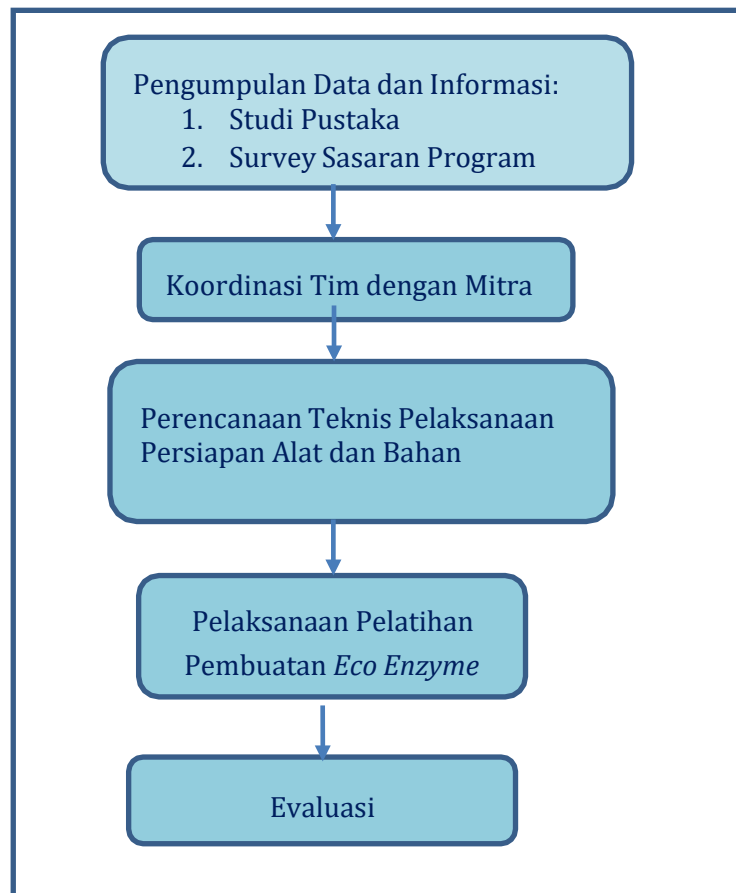 Pengumpulan Data dan Informasi:
1. Studi Pustaka
2. Survey Sasaran Program
Koordinasi Tim dengan Mitra
Perencanaan Teknis Pelaksanaan
Persiapan Alat dan Bahan
Pelaksanaan Pelatihan
Pembuatan Eco Enzyme
Evaluasi